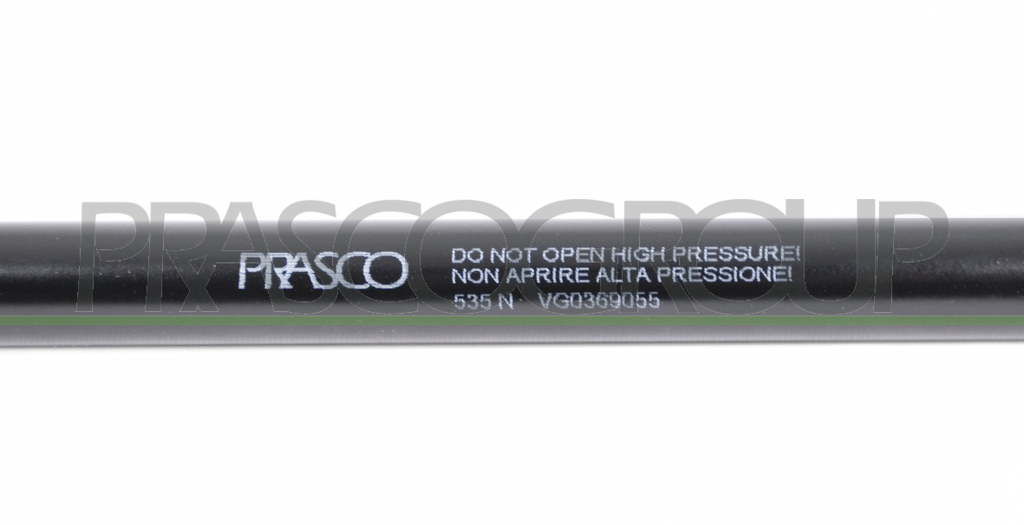 PRASCOGROUP
PRASCO
DO NOT OPEN HIGH PRESSURE!
NON APRIRE ALTA PRESSIONE!
535 N VG0369055